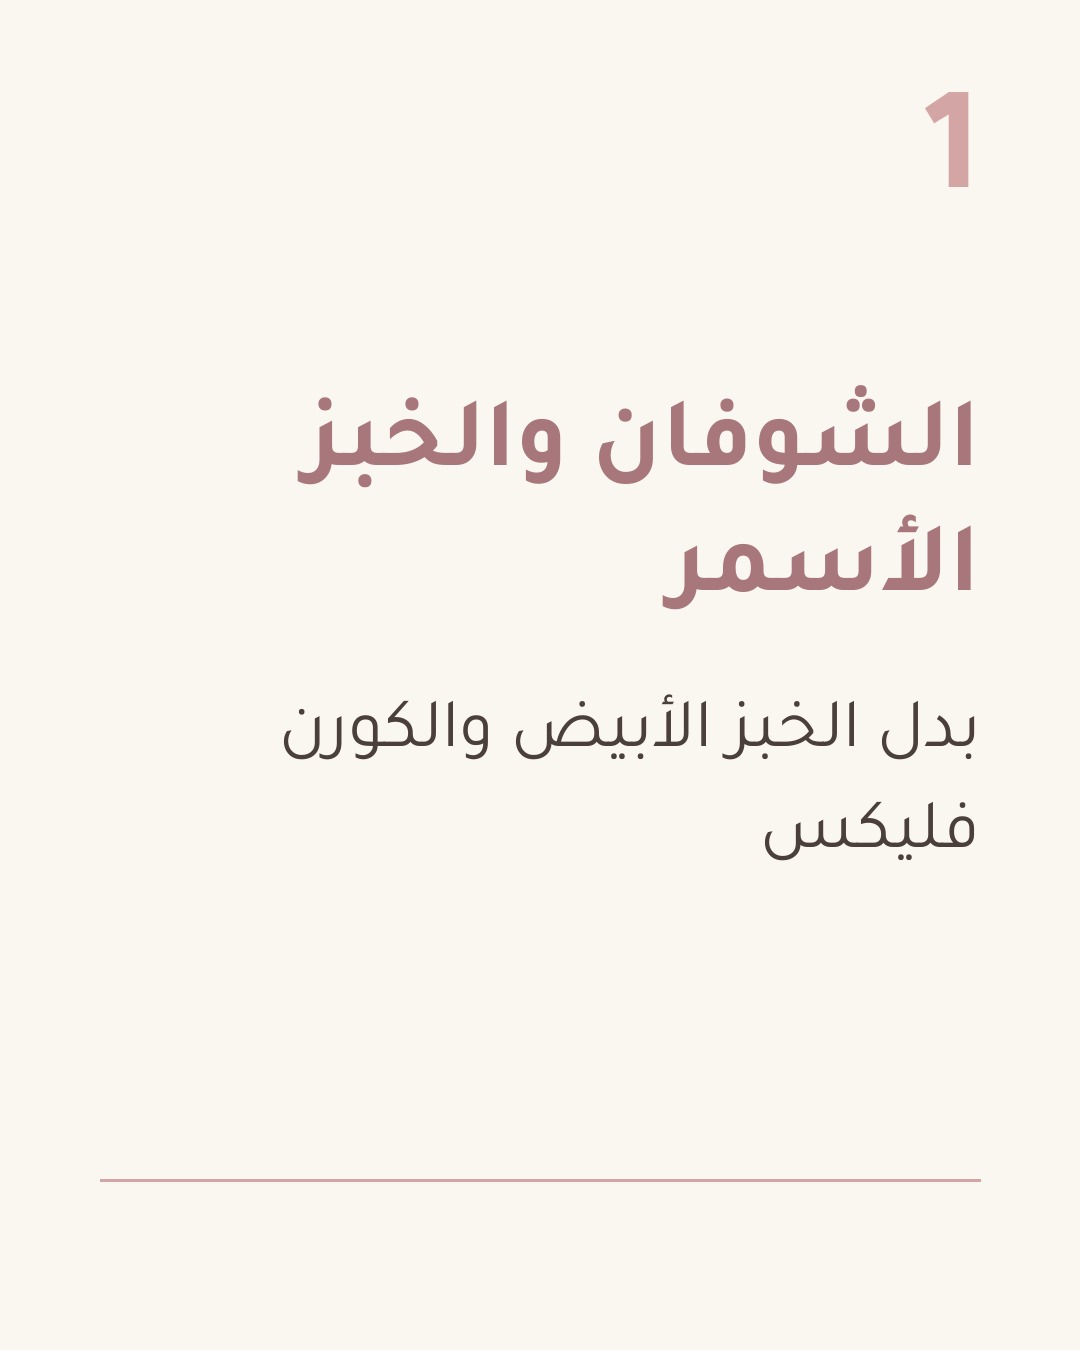 1
الشوفان والخبز
الأسمر
بدل الخبز الأبيض والكورن
فليكس